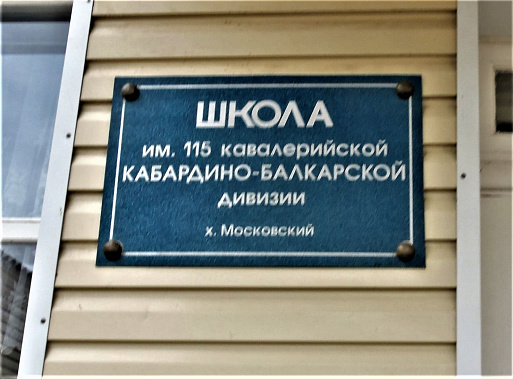 ШКОЛА
им. 115 кавалерийской
КАБАРДИНО-БАЛКАРСКОЙ
дивизии
х. Московский